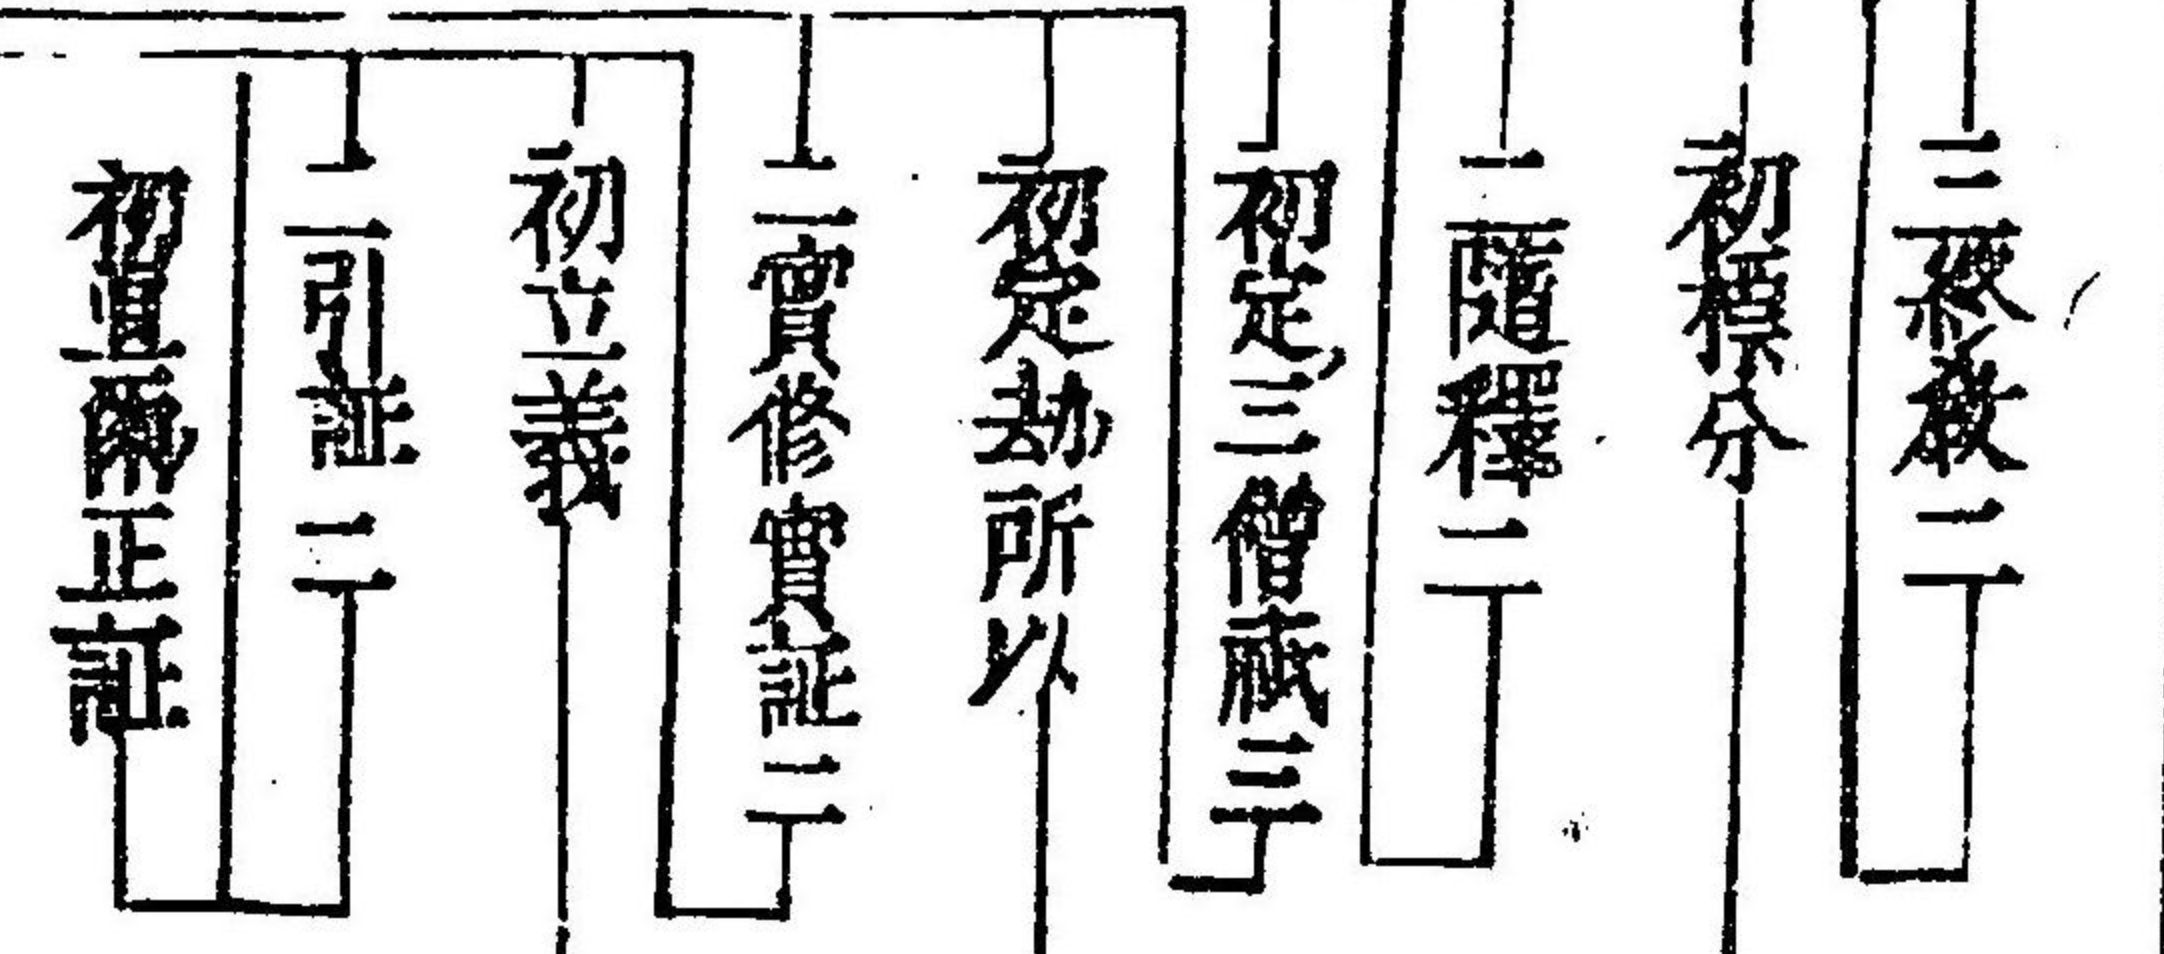 三終教二
初標分
二隨釋二
初定三僧祇三
初定劫所以
二實修實証二
初立義
二引証二
初直爾正証